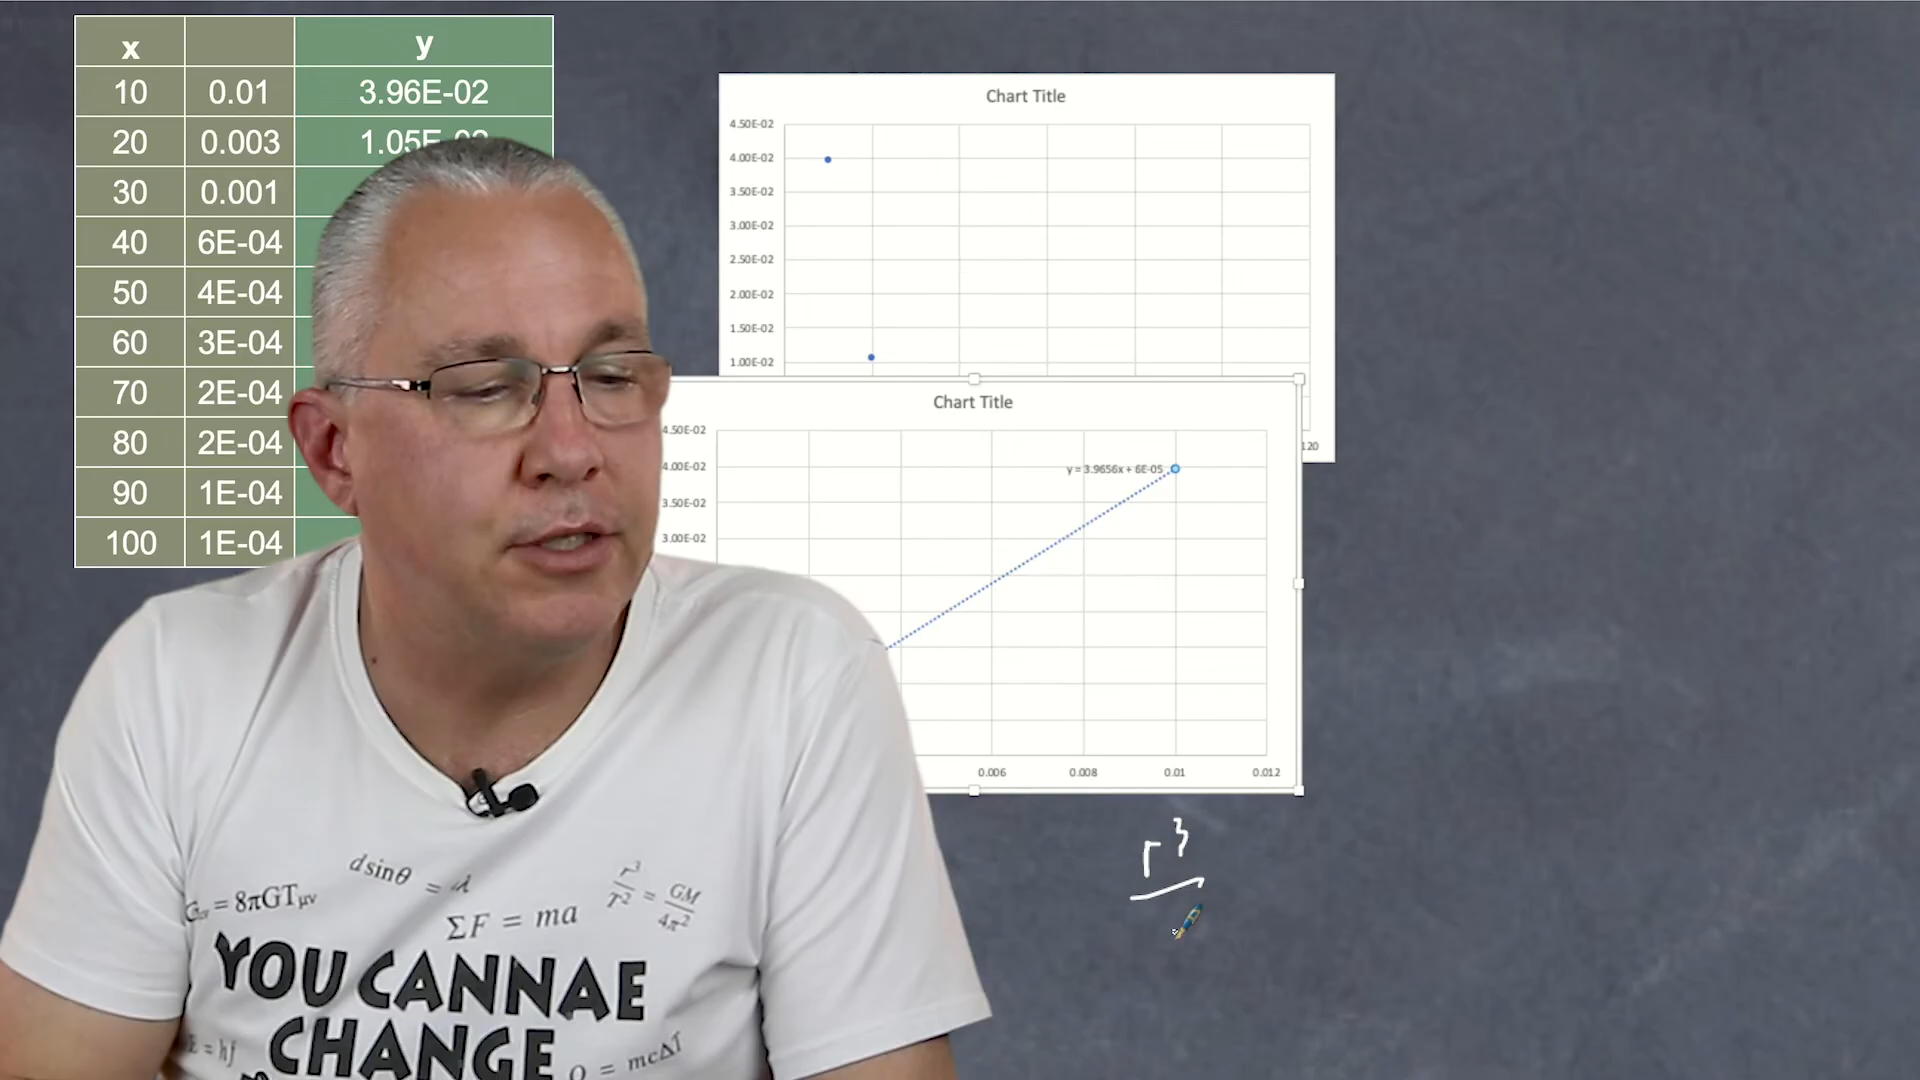 x y
10 0.01 3.96E-02
20 0.003 1.05E-02
30 0.001
40 6E-04
50 4E-04
60 3E-04
70 2E-04
80 2E-04
90 1E-04
100 1E-04
Chart Title
4.50E-02
4.00E-02
3.50E-02
3.00E-02
2.50E-02
2.00E-02
1.50E-02
1.00E-02
120
Chart Title
4.50E-02
4.00E-02
3.50E-02
3.00E-02
y = 3.9656x + 6E-05
0.006 0.008 0.01 0.012
r³
d sinθ = λ
= 8πGTμν
ΣF = ma
r³/T² = GM/4π²
YOU CANNAE
CHANGE
E = hf
Q = mcΔT